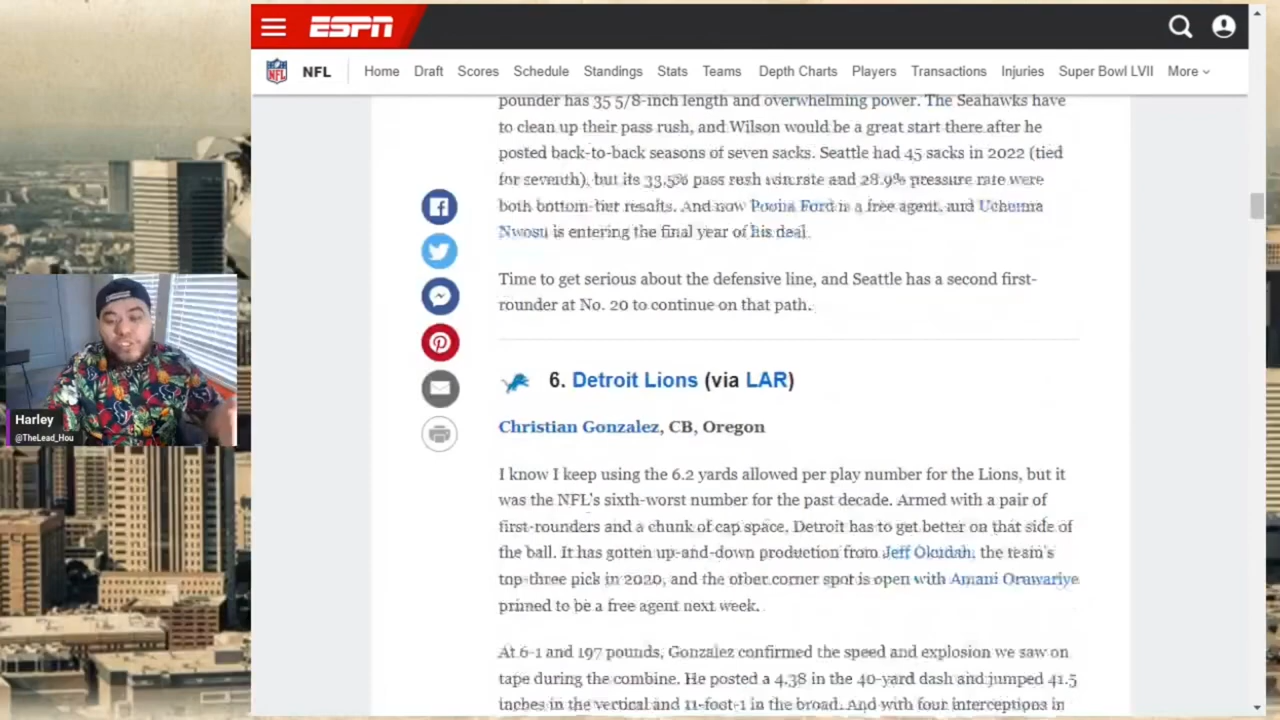 ESPN
NFL Home Draft Scores Schedule Standings Stats Teams Depth Charts Players Transactions Injuries Super Bowl LVII More
pounder has 35 5/8-inch length and overwhelming power. The Seahawks have
to clean up their pass rush, and Wilson would be a great start there after he
posted back-to-back seasons of seven sacks. Seattle had 45 sacks in 2022 (tied
for seventh), but its 33.5% pass rush win rate and 28.9% pressure rate were
both bottom-tier results. And now Poona Ford is a free agent, and Uchenna
Nwosu is entering the final year of his deal.
Time to get serious about the defensive line, and Seattle has a second first-
rounder at No. 20 to continue on that path.
6. Detroit Lions (via LAR)
Christian Gonzalez, CB, Oregon
I know I keep using the 6.2 yards allowed per play number for the Lions, but it
was the NFL's sixth-worst number for the past decade. Armed with a pair of
first-rounders and a chunk of cap space, Detroit has to get better on that side of
the ball. It has gotten up-and-down production from Jeff Okudah, the team's
top-three pick in 2020, and the other corner spot is open with Amani Oruwariye
primed to be a free agent next week.
At 6-1 and 197 pounds, Gonzalez confirmed the speed and explosion we saw on
tape during the combine. He posted a 4.38 in the 40-yard dash and jumped 41.5
inches in the vertical and 11-foot-1 in the broad. And with four interceptions in
Harley
@TheLead_Hou